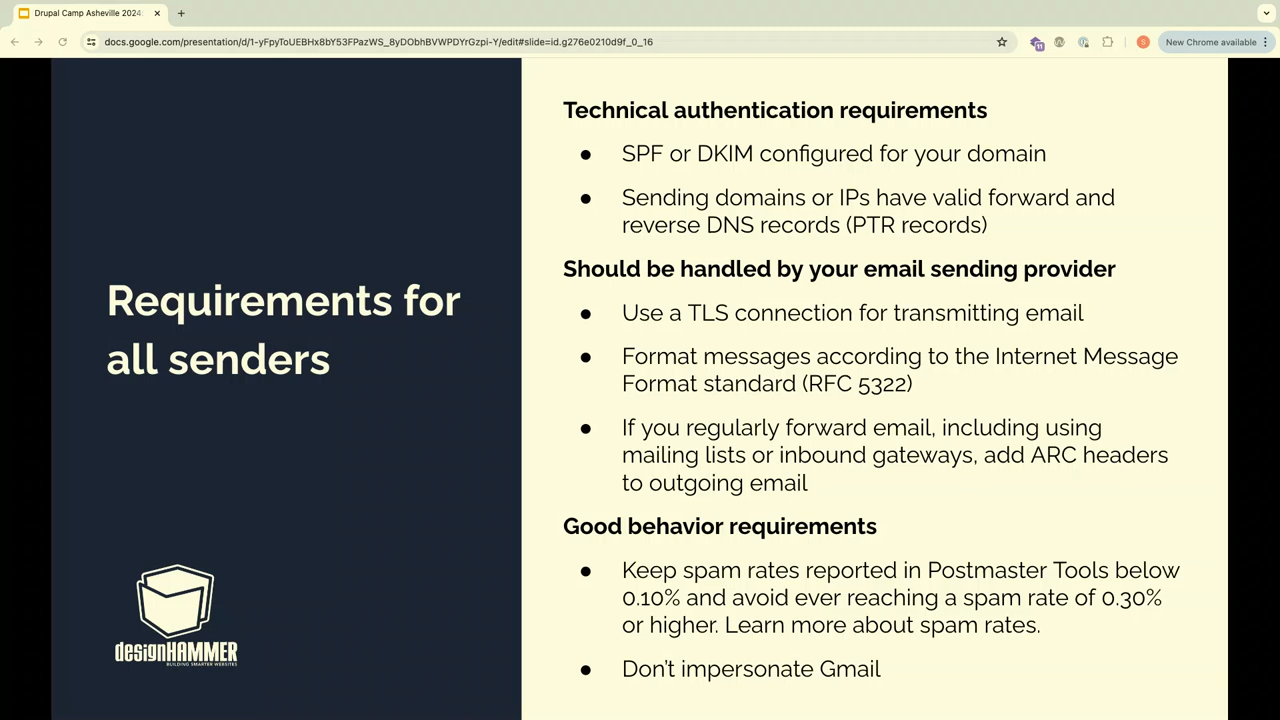 Drupal Camp Asheville 2024:
docs.google.com/presentation/d/1-yFpyToUEBHx8bY53FPazWS_8yDObhBVWPDYrGzpi-Y/edit#slide=id.g276e0210d9f_0_16
11
S
New Chrome available
Requirements for
all senders
designHAMMER
BUILDING SMARTER WEBSITES
Technical authentication requirements
● SPF or DKIM configured for your domain
● Sending domains or IPs have valid forward and
reverse DNS records (PTR records)
Should be handled by your email sending provider
● Use a TLS connection for transmitting email
● Format messages according to the Internet Message
Format standard (RFC 5322)
● If you regularly forward email, including using
mailing lists or inbound gateways, add ARC headers
to outgoing email
Good behavior requirements
● Keep spam rates reported in Postmaster Tools below
0.10% and avoid ever reaching a spam rate of 0.30%
or higher. Learn more about spam rates.
● Don't impersonate Gmail